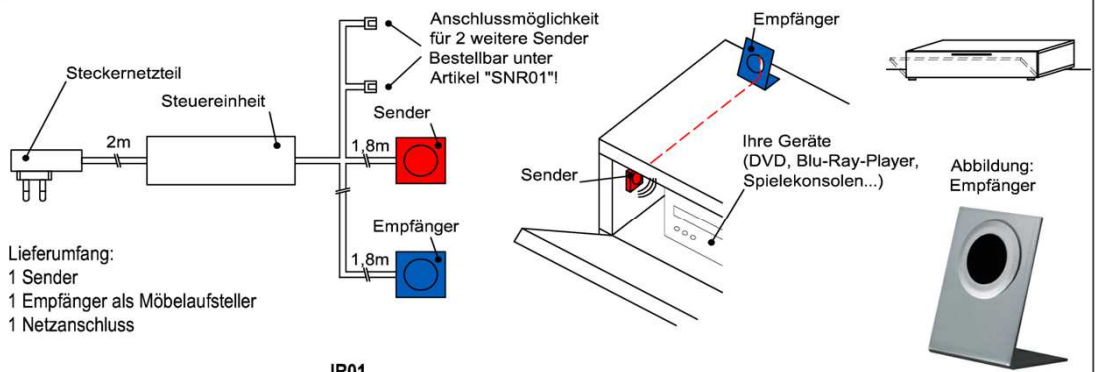 Anschlussmöglichkeit
für 2 weitere Sender
Bestellbar unter
Artikel "SNR01"!
Empfänger
Steckernetzteil
Steuereinheit
2m
Sender
1,8m
Empfänger
1,8m
Sender
Ihre Geräte
(DVD, Blu-Ray-Player,
Spielekonsolen...)
Abbildung:
Empfänger
Lieferumfang:
1 Sender
1 Empfänger als Möbelaufsteller
1 Netzanschluss
IR01